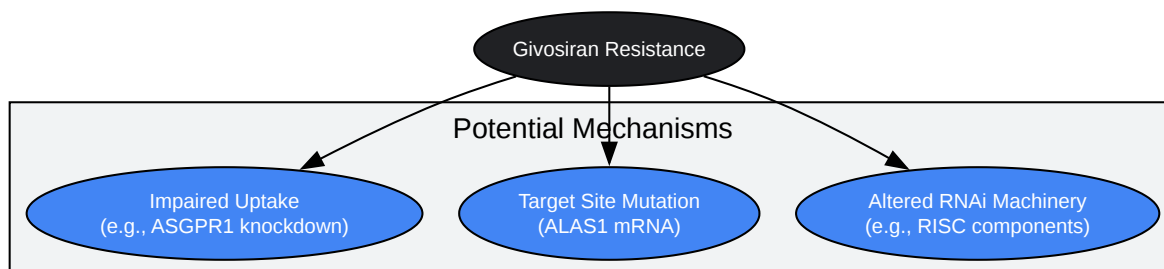 Givosiran Resistance
Potential Mechanisms
Impaired Uptake
(e.g., ASGPR1 knockdown)
Target Site Mutation
(ALAS1 mRNA)
Altered RNAi Machinery
(e.g., RISC components)